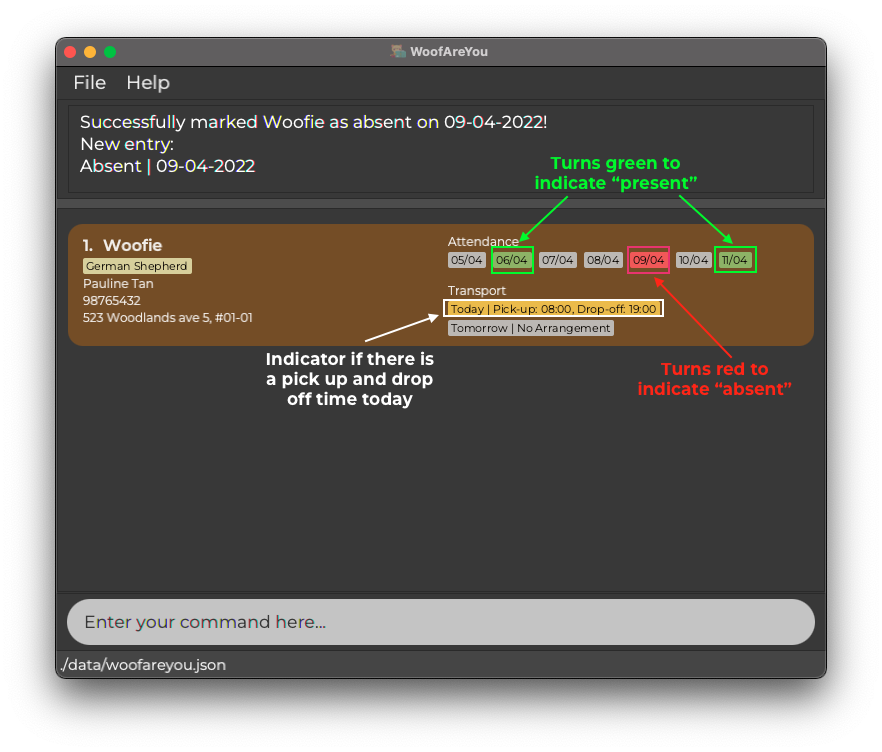 WoofAreYou
File Help
Successfully marked Woofie as absent on 09-04-2022!
New entry:
Absent | 09-04-2022
Turns green to
indicate “present”
1. Woofie
German Shepherd
Pauline Tan
98765432
523 Woodlands ave 5, #01-01
Attendance
05/04 06/04 07/04 08/04 09/04 10/04 11/04
Transport
Today | Pick-up: 08:00, Drop-off: 19:00
Tomorrow | No Arrangement
Indicator if there is
a pick up and drop
off time today
Turns red to
indicate “absent”
Enter your command here...
./data/woofareyou.json